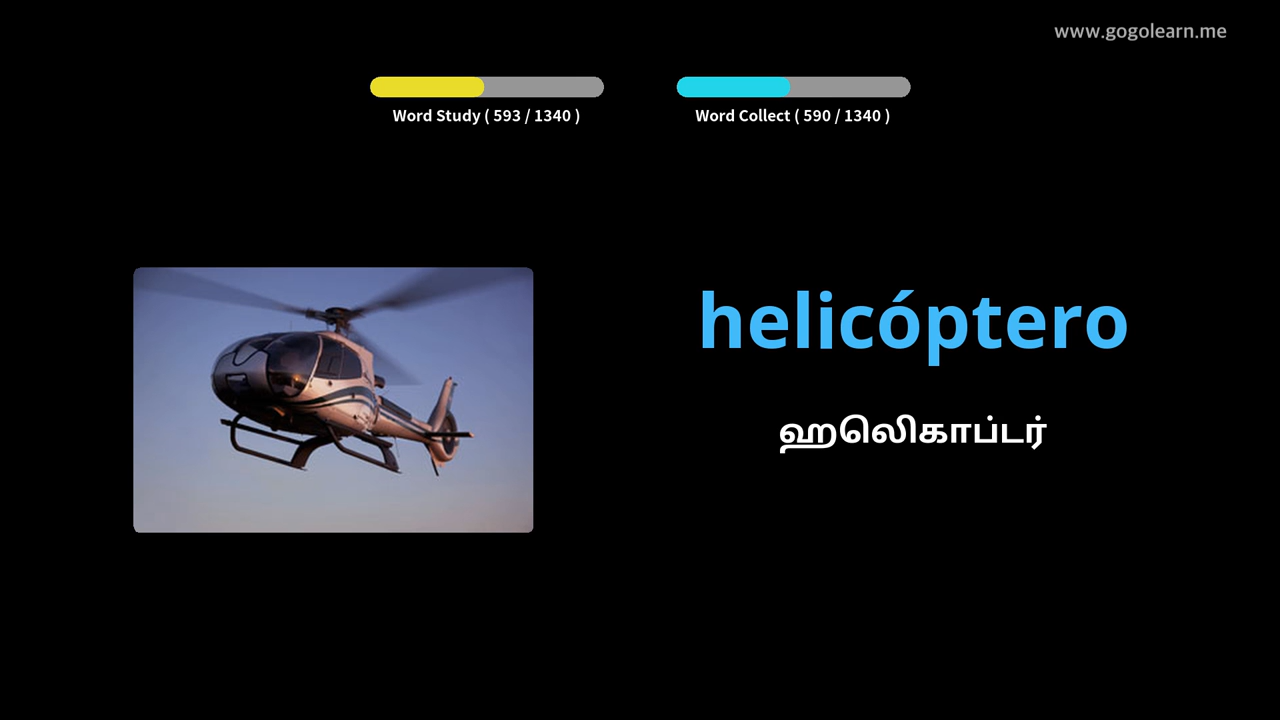 www.gogolearn.me
Word Study ( 593 / 1340 )
Word Collect ( 590 / 1340 )
helicóptero
ஹெலிகாப்டர்